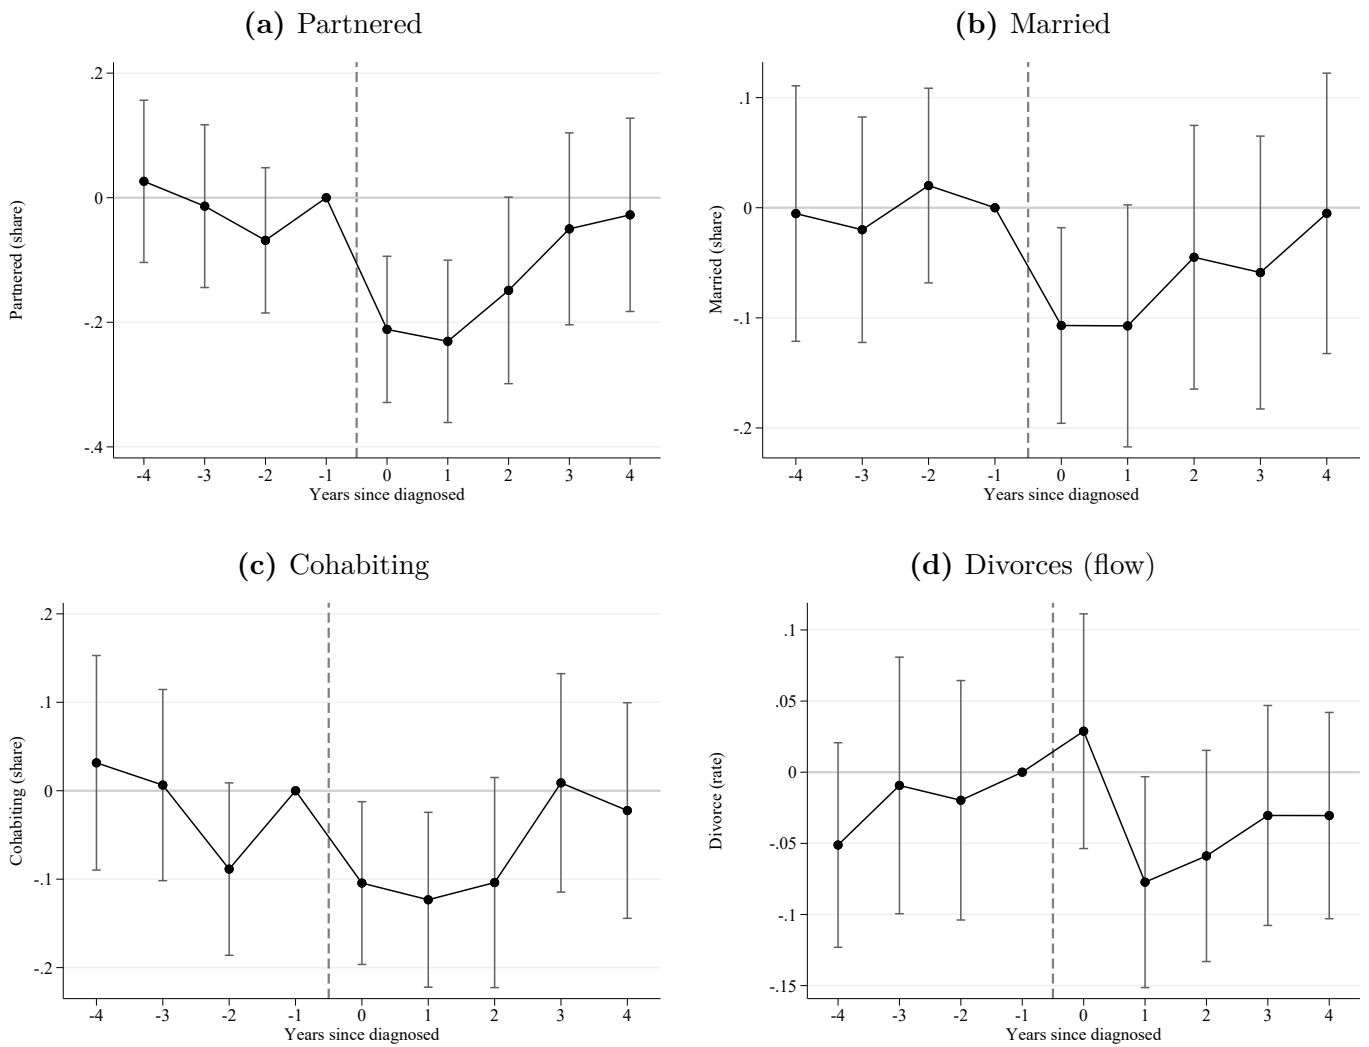 (a) Partnered
.2
0
-.2
-.4
Partnered (share)
-4 -3 -2 -1 0 1 2 3 4
Years since diagnosed
(b) Married
.1
0
-.1
-.2
Married (share)
-4 -3 -2 -1 0 1 2 3 4
Years since diagnosed
(c) Cohabiting
.2
.1
0
-.1
-.2
Cohabiting (share)
-4 -3 -2 -1 0 1 2 3 4
Years since diagnosed
(d) Divorces (flow)
.1
.05
0
-.05
-.1
-.15
Divorce (rate)
-4 -3 -2 -1 0 1 2 3 4
Years since diagnosed